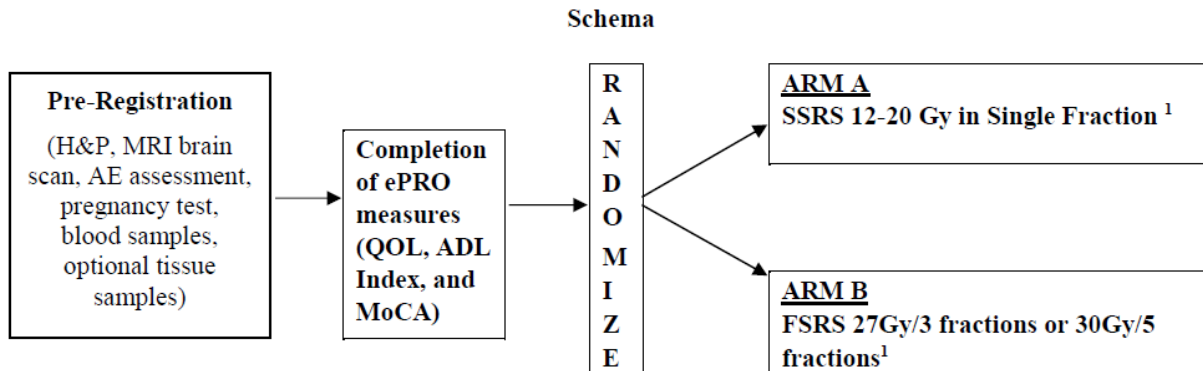 Schema
Pre-Registration
(H&P, MRI brain
scan, AE assessment,
pregnancy test,
blood samples,
optional tissue
samples)
Completion
of ePRO
measures
(QOL, ADL
Index, and
MoCA)
R
A
N
D
O
M
I
Z
E
ARM A
SSRS 12-20 Gy in Single Fraction 1
ARM B
FSRS 27Gy/3 fractions or 30Gy/5
fractions1